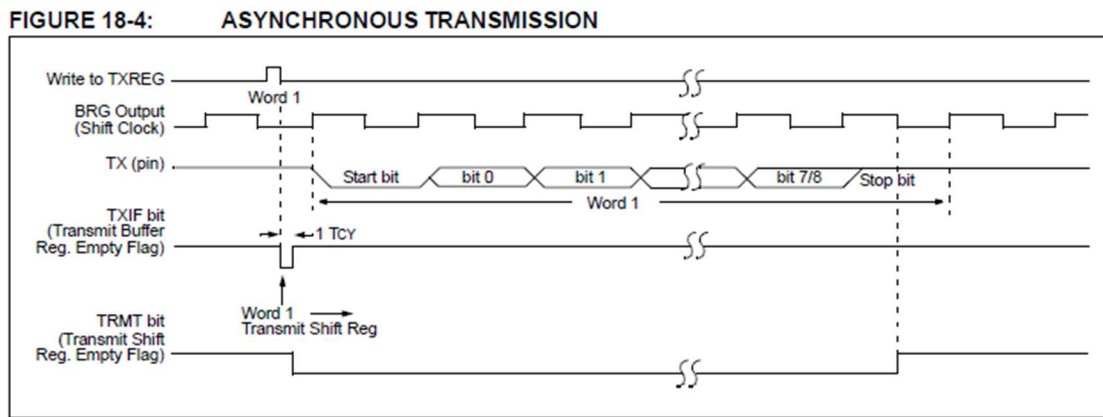 FIGURE 18-4: ASYNCHRONOUS TRANSMISSION
Write to TXREG
Word 1
BRG Output
(Shift Clock)
TX (pin)
Start bit bit 0 bit 1 bit 7/8 Stop bit
Word 1
TXIF bit
(Transmit Buffer
Reg. Empty Flag)
1 TCY
Word 1
Transmit Shift Reg
TRMT bit
(Transmit Shift
Reg. Empty Flag)